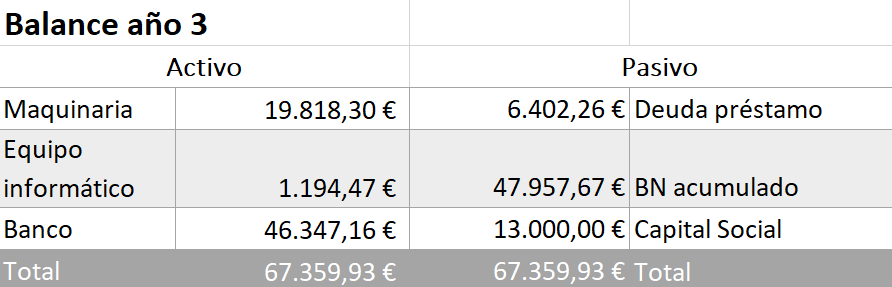 Balance año 3
Activo Pasivo
Maquinaria 19.818,30 € 6.402,26 € Deuda préstamo
Equipo
informático 1.194,47 € 47.957,67 € BN acumulado
Banco 46.347,16 € 13.000,00 € Capital Social
Total 67.359,93 € 67.359,93 € Total